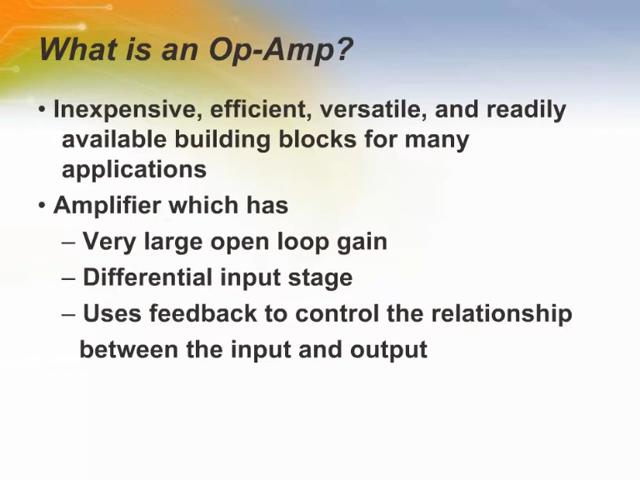 What is an Op-Amp?
• Inexpensive, efficient, versatile, and readily
available building blocks for many
applications
• Amplifier which has
– Very large open loop gain
– Differential input stage
– Uses feedback to control the relationship
between the input and output